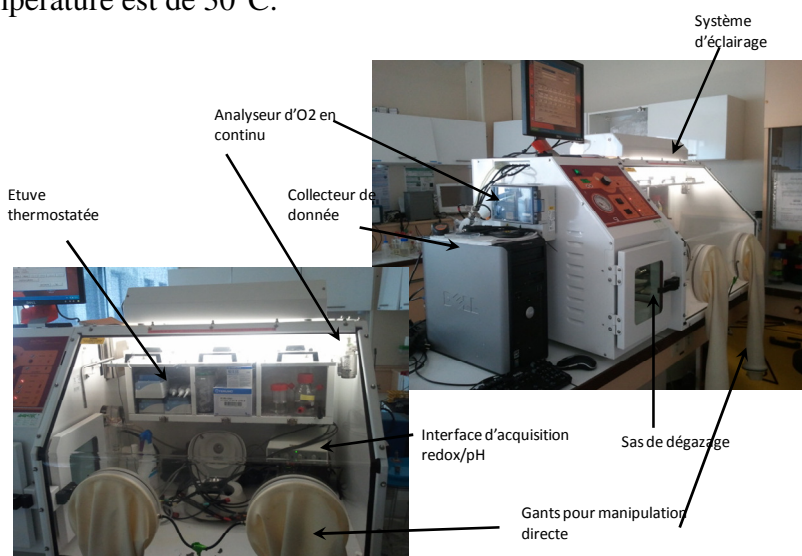 mpérature est de 30°C.
Système
d'éclairage
Analyseur d'O2 en
continu
Etuve
thermostatée
Collecteur de
donnée
DELL
Interface d'acquisition
redox/pH
Sas de dégazage
Gants pour manipulation
directe